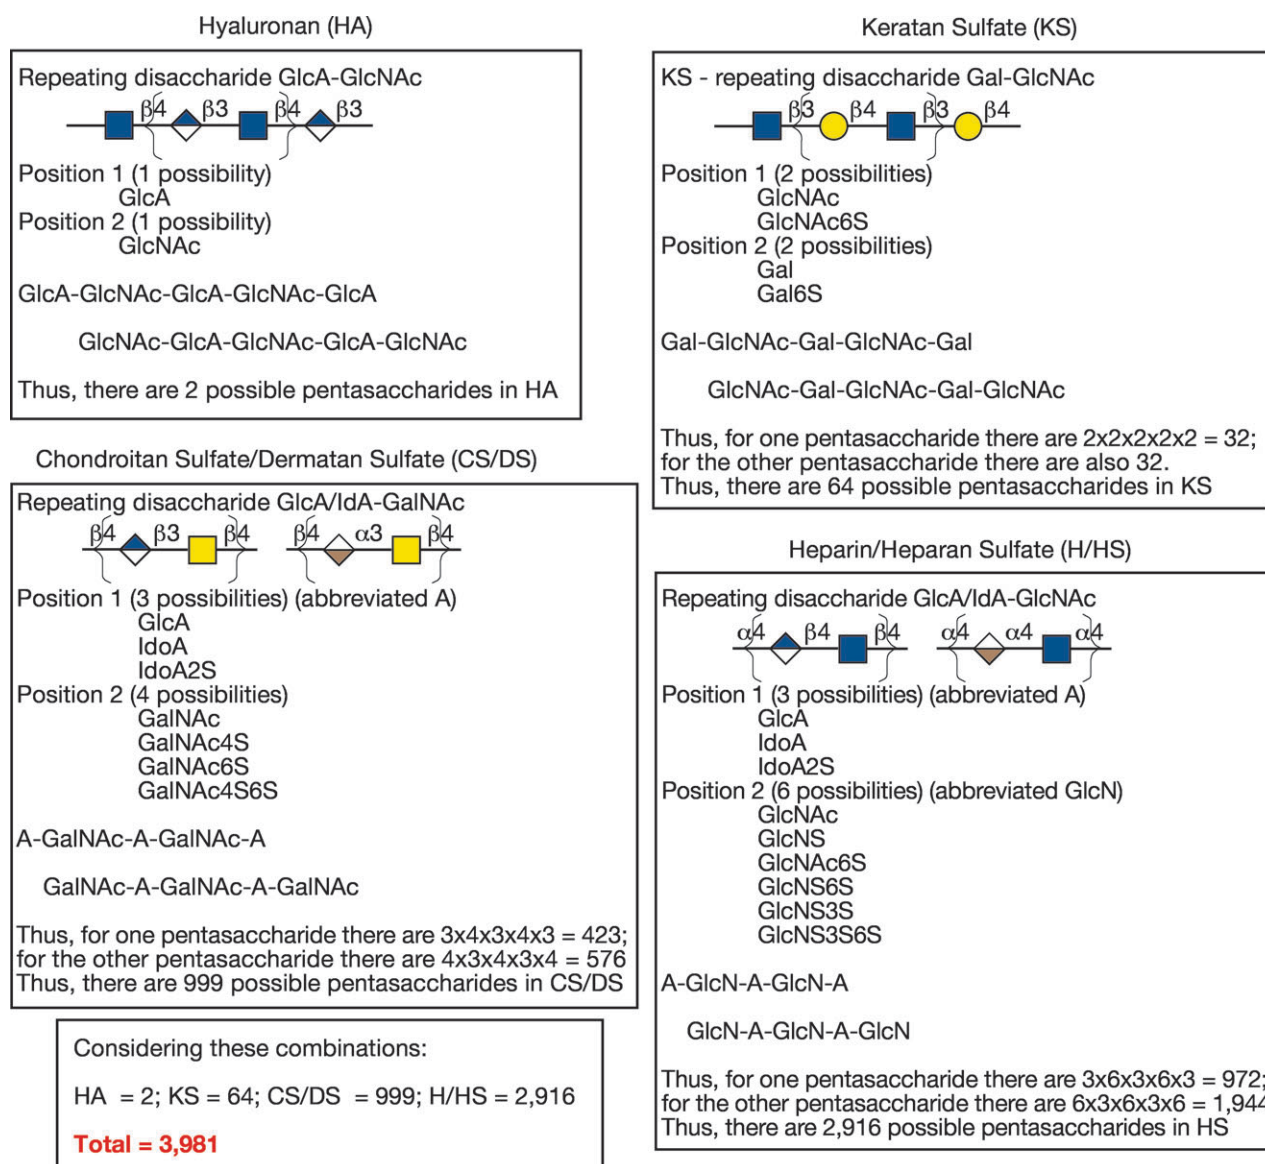 Hyaluronan (HA)
Repeating disaccharide GlcA-GlcNAc
β4 β3 β4 β3
Position 1 (1 possibility)
GlcA
Position 2 (1 possibility)
GlcNAc
GlcA-GlcNAc-GlcA-GlcNAc-GlcA
GlcNAc-GlcA-GlcNAc-GlcA-GlcNAc
Thus, there are 2 possible pentasaccharides in HA
Chondroitan Sulfate/Dermatan Sulfate (CS/DS)
Repeating disaccharide GlcA/IdA-GalNAc
β4 β3 β4 β4 α3 β4
Position 1 (3 possibilities) (abbreviated A)
GlcA
IdoA
IdoA2S
Position 2 (4 possibilities)
GalNAc
GalNAc4S
GalNAc6S
GalNAc4S6S
A-GalNAc-A-GalNAc-A
GalNAc-A-GalNAc-A-GalNAc
Thus, for one pentasaccharide there are 3x4x3x4x3 = 423;
for the other pentasaccharide there are 4x3x4x3x4 = 576
Thus, there are 999 possible pentasaccharides in CS/DS
Considering these combinations:
HA = 2; KS = 64; CS/DS = 999; H/HS = 2,916
Total = 3,981
Keratan Sulfate (KS)
KS - repeating disaccharide Gal-GlcNAc
β3 β4 β3 β4
Position 1 (2 possibilities)
GlcNAc
GlcNAc6S
Position 2 (2 possibilities)
Gal
Gal6S
Gal-GlcNAc-Gal-GlcNAc-Gal
GlcNAc-Gal-GlcNAc-Gal-GlcNAc
Thus, for one pentasaccharide there are 2x2x2x2x2 = 32;
for the other pentasaccharide there are also 32.
Thus, there are 64 possible pentasaccharides in KS
Heparin/Heparan Sulfate (H/HS)
Repeating disaccharide GlcA/IdA-GlcNAc
α4 β4 β4 α4 α4 α4
Position 1 (3 possibilities) (abbreviated A)
GlcA
IdoA
IdoA2S
Position 2 (6 possibilities) (abbreviated GlcN)
GlcNAc
GlcNS
GlcNAc6S
GlcNS6S
GlcNS3S
GlcNS3S6S
A-GlcN-A-GlcN-A
GlcN-A-GlcN-A-GlcN
Thus, for one pentasaccharide there are 3x6x3x6x3 = 972;
for the other pentasaccharide there are 6x3x6x3x6 = 1,944
Thus, there are 2,916 possible pentasaccharides in HS